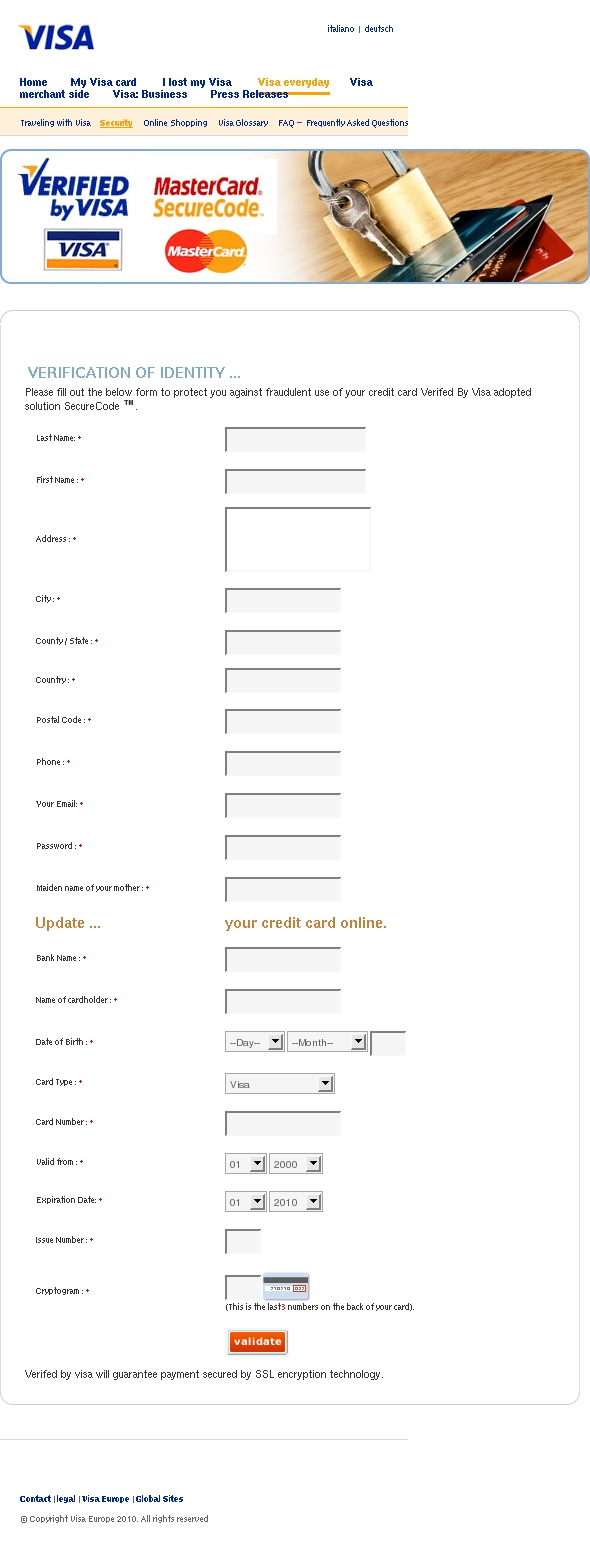 VISA
italiano | deutsch
Home My Visa card I lost my Visa Visa everyday Visa
merchant side Visa: Business Press Releases
Traveling with Visa Security Online Shopping Visa Glossary FAQ – Frequently Asked Questions
VERIFIED by VISA
MasterCard. SecureCode™
VISA
MasterCard
VERIFICATION OF IDENTITY ...
Please fill out the below form to protect you against fraudulent use of your credit card Verifed By Visa adopted
solution SecureCode ™.
Last Name: *
First Name : *
Address : *
City : *
County / State : *
Country : *
Postal Code : *
Phone : *
Your Email: *
Password : *
Maiden name of your mother : *
Update ... your credit card online.
Bank Name : *
Name of cardholder : *
Date of Birth : * --Day-- --Month--
Card Type : * Visa
Card Number : *
Valid from : * 01 2000
Expiration Date: * 01 2010
Issue Number : *
Cryptogram : *
(This is the last3 numbers on the back of your card).
validate
Verifed by visa will guarantee payment secured by SSL encryption technology.
Contact |legal | Visa Europe |Global Sites
© Copyright Visa Europe 2010. All rights reserved